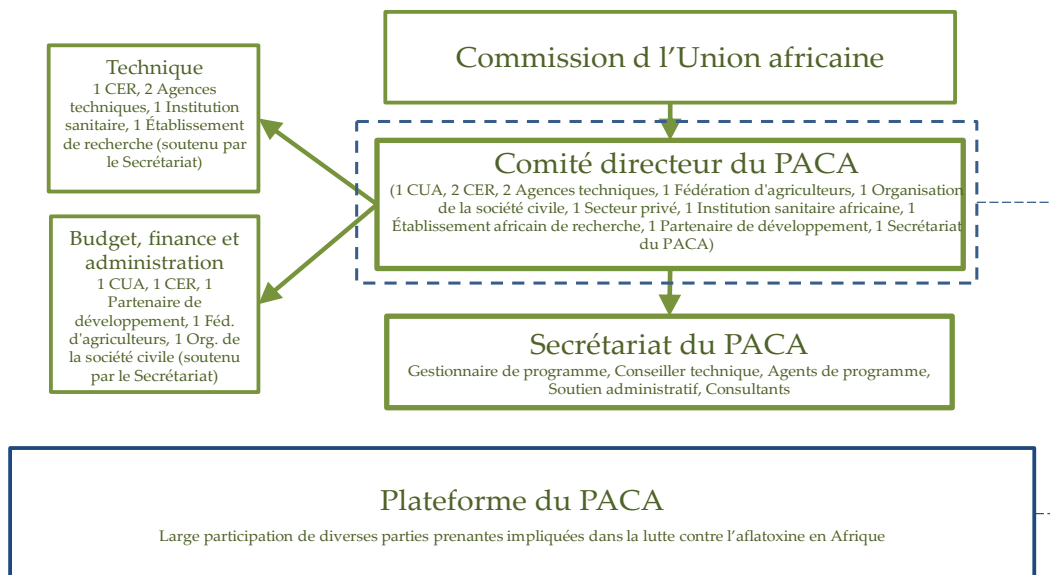 Commission d l’Union africaine
Technique
1 CER, 2 Agences
techniques, 1 Institution
sanitaire, 1 Établissement
de recherche (soutenu par
le Secrétariat)
Comité directeur du PACA
(1 CUA, 2 CER, 2 Agences techniques, 1 Fédération d'agriculteurs, 1 Organisation
de la société civile, 1 Secteur privé, 1 Institution sanitaire africaine, 1
Établissement africain de recherche, 1 Partenaire de développement, 1 Secrétariat
du PACA)
Budget, finance et
administration
1 CUA, 1 CER, 1
Partenaire de
développement, 1 Féd.
d'agriculteurs, 1 Org. de
la société civile (soutenu
par le Secrétariat)
Secrétariat du PACA
Gestionnaire de programme, Conseiller technique, Agents de programme,
Soutien administratif, Consultants
Plateforme du PACA
Large participation de diverses parties prenantes impliquées dans la lutte contre l’aflatoxine en Afrique